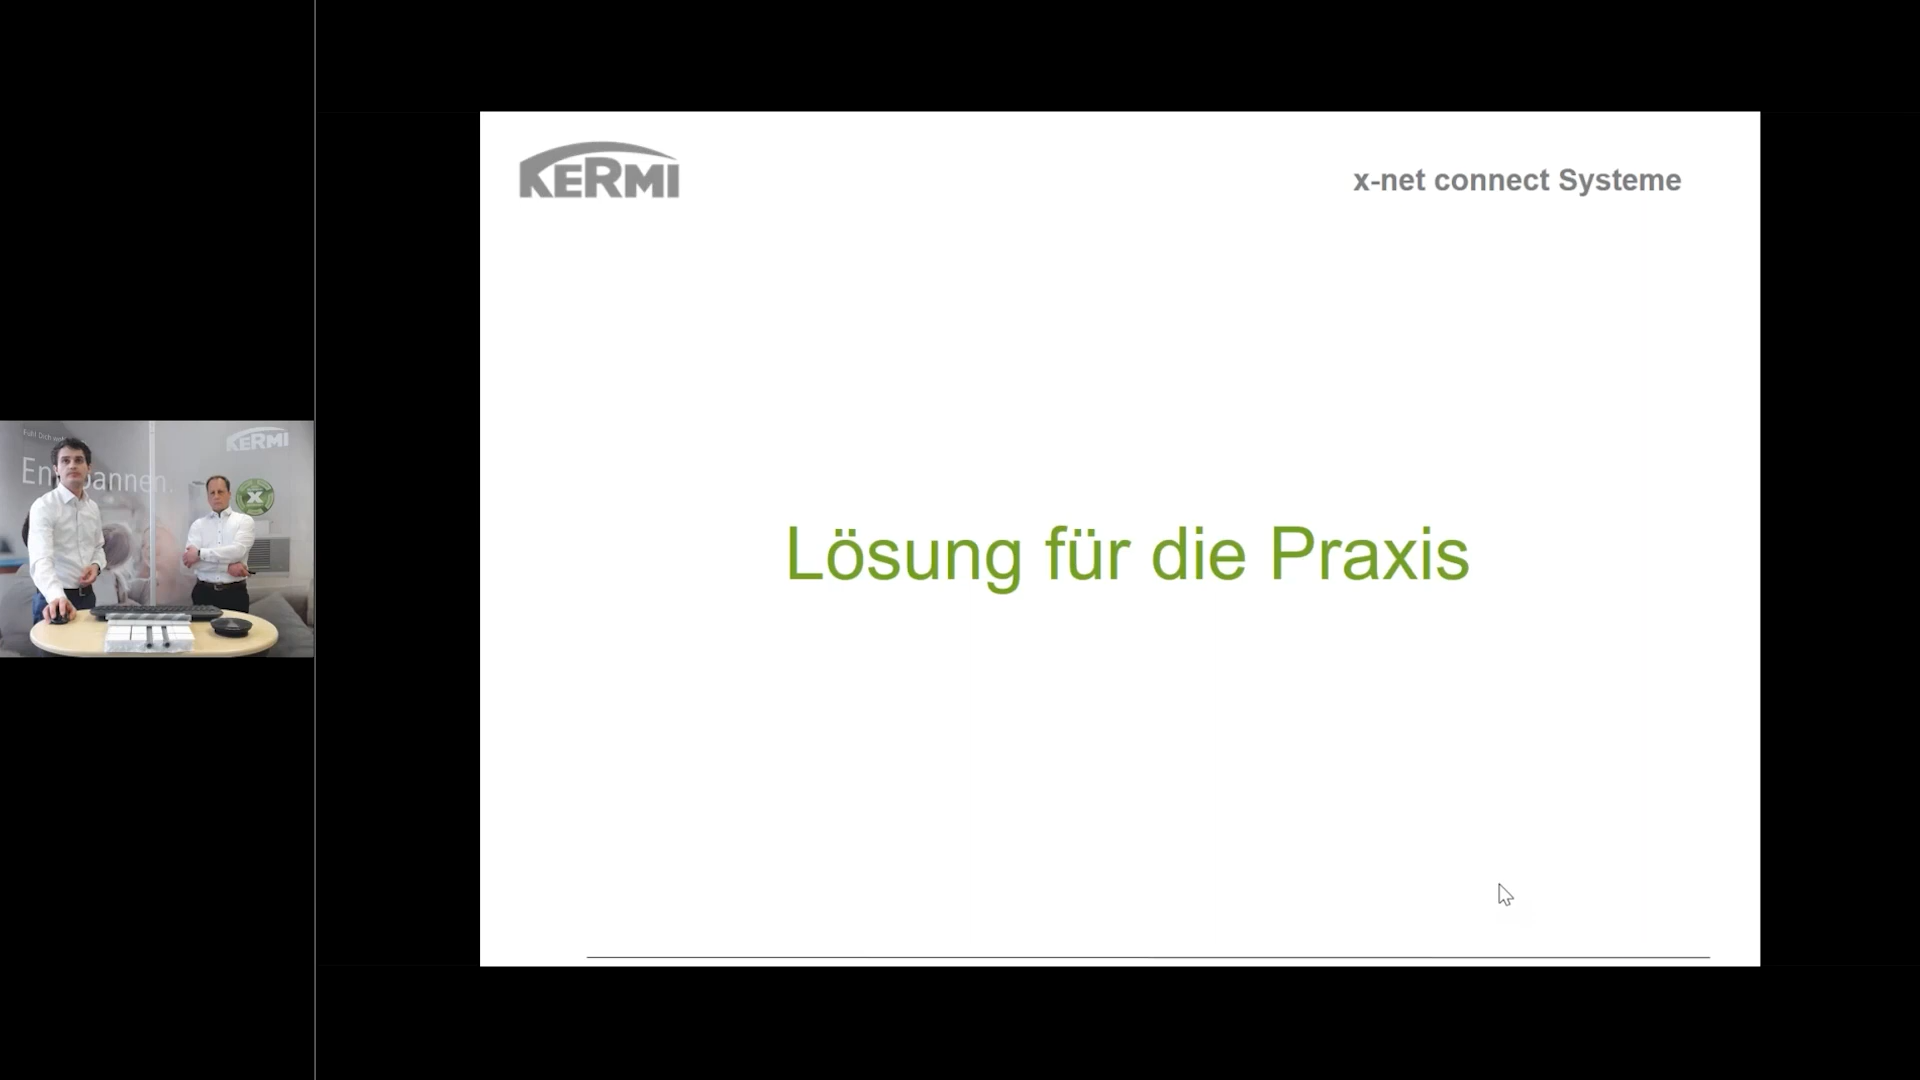 KERMI
x-net connect Systeme
Lösung für die Praxis
KERMI